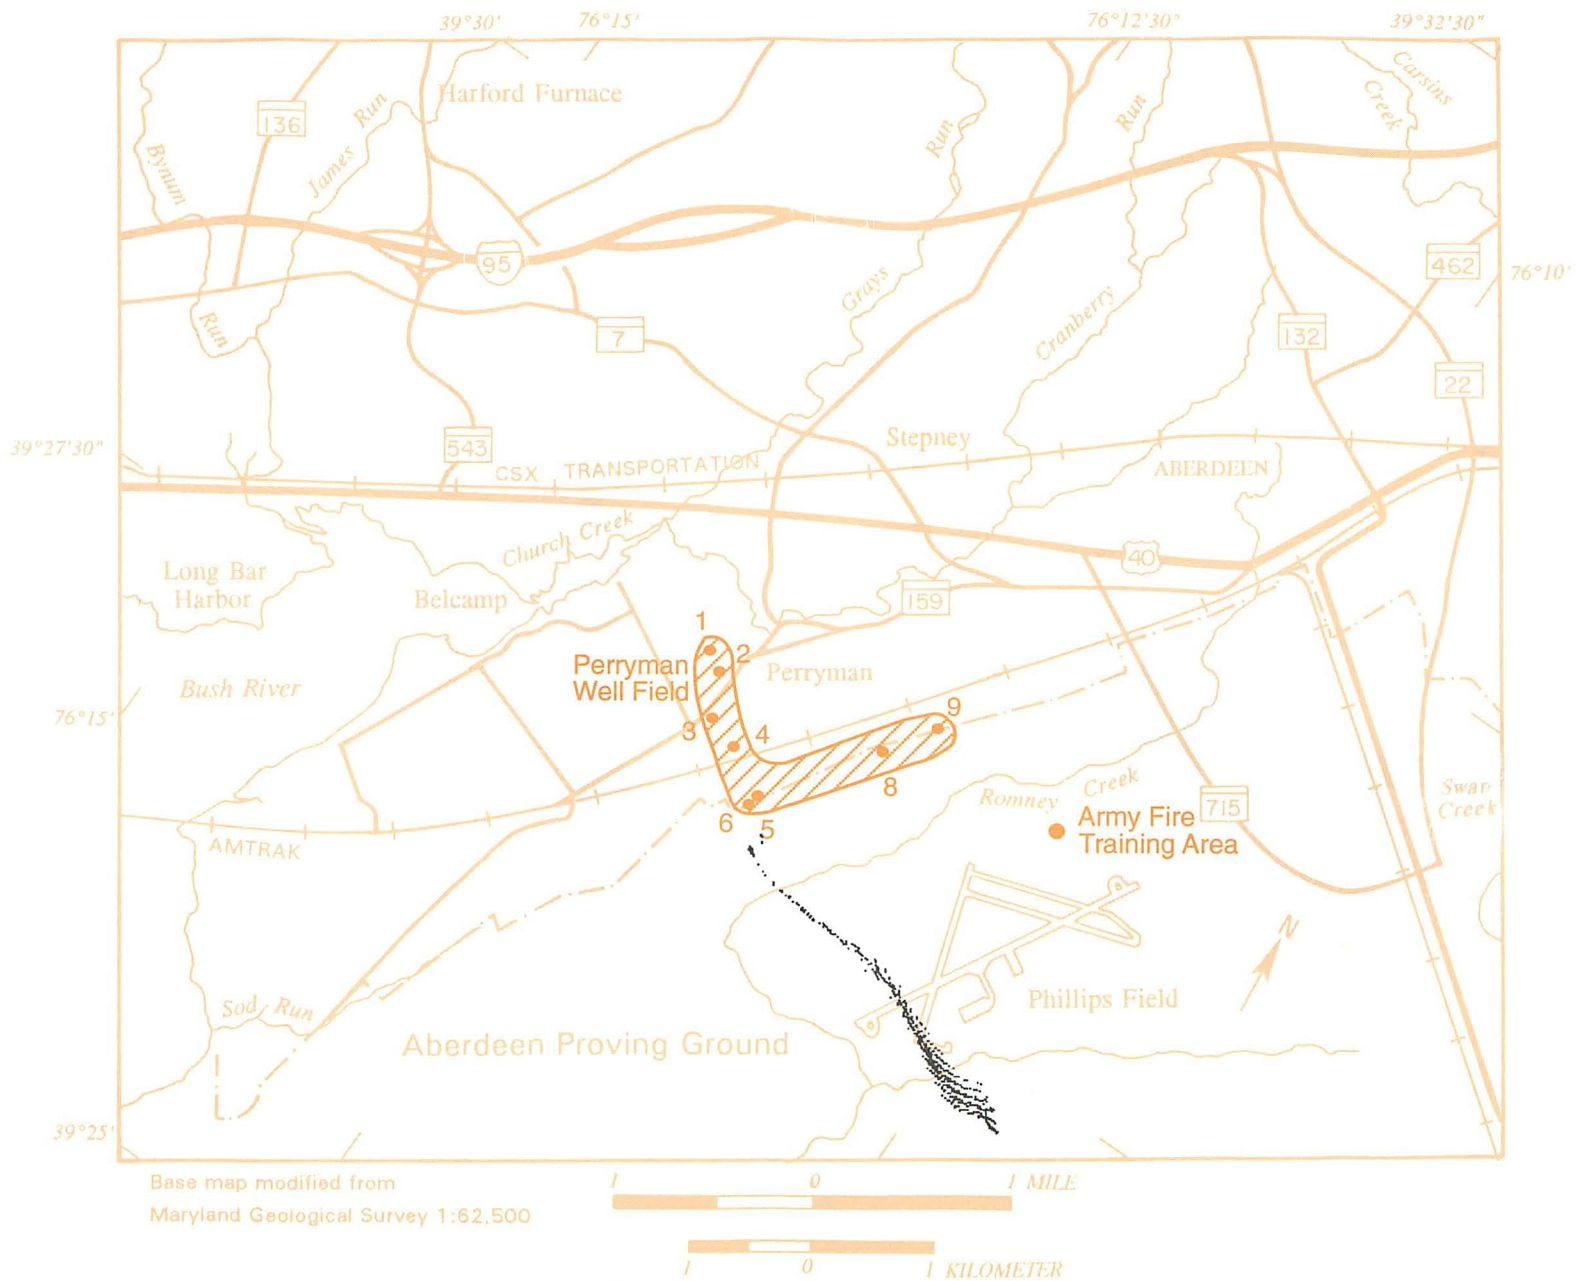 39°30'
76°15'
76°12'30"
39°32'30"
Harford Furnace
136
James Run
Bynum
Run
95
Run
Grays
Run
Cranberry
Carsins
Creek
462
76°10'
132
22
7
543
39°27'30"
CSX TRANSPORTATION
Stepney
ABERDEEN
Church Creek
40
Long Bar
Harbor
Belcamp
159
Bush River
1
2
Perryman
Well Field
Perryman
3
4
9
8
6
5
76°15'
AMTRAK
Romney Creek
Army Fire
Training Area
715
Swan
Creek
N
Sod Run
Aberdeen Proving Ground
Phillips Field
39°25'
Base map modified from
Maryland Geological Survey 1:62,500
1 0 1 MILE
1 0 1 KILOMETER